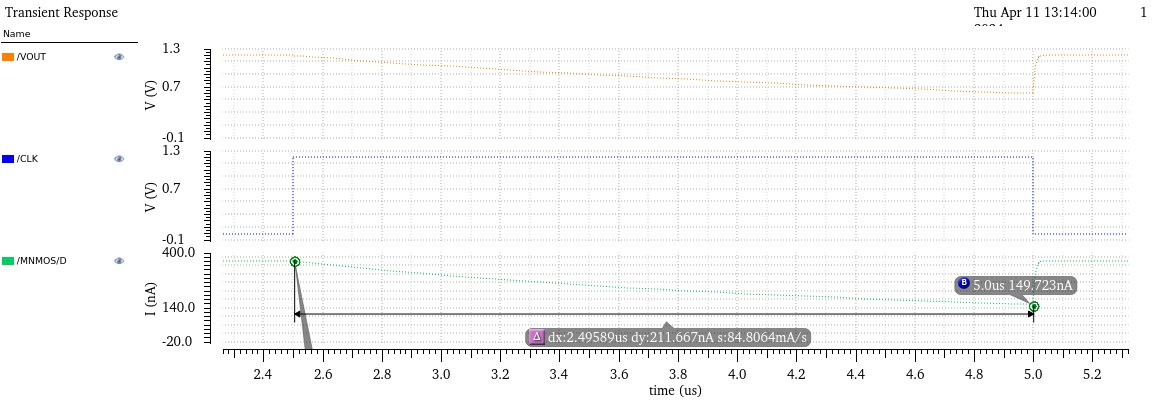 Transient Response
Thu Apr 11 13:14:00 1
Name
/VOUT
1.3
0.7
-0.1
V (V)
/CLK
1.3
0.7
-0.1
V (V)
/MNMOS/D
400.0
140.0
-20.0
I (nA)
B 5.0us 149.723nA
Δ dx:2.49589us dy:211.667nA s:84.8064mA/s
2.4 2.6 2.8 3.0 3.2 3.4 3.6 3.8 4.0 4.2 4.4 4.6 4.8 5.0 5.2
time (us)